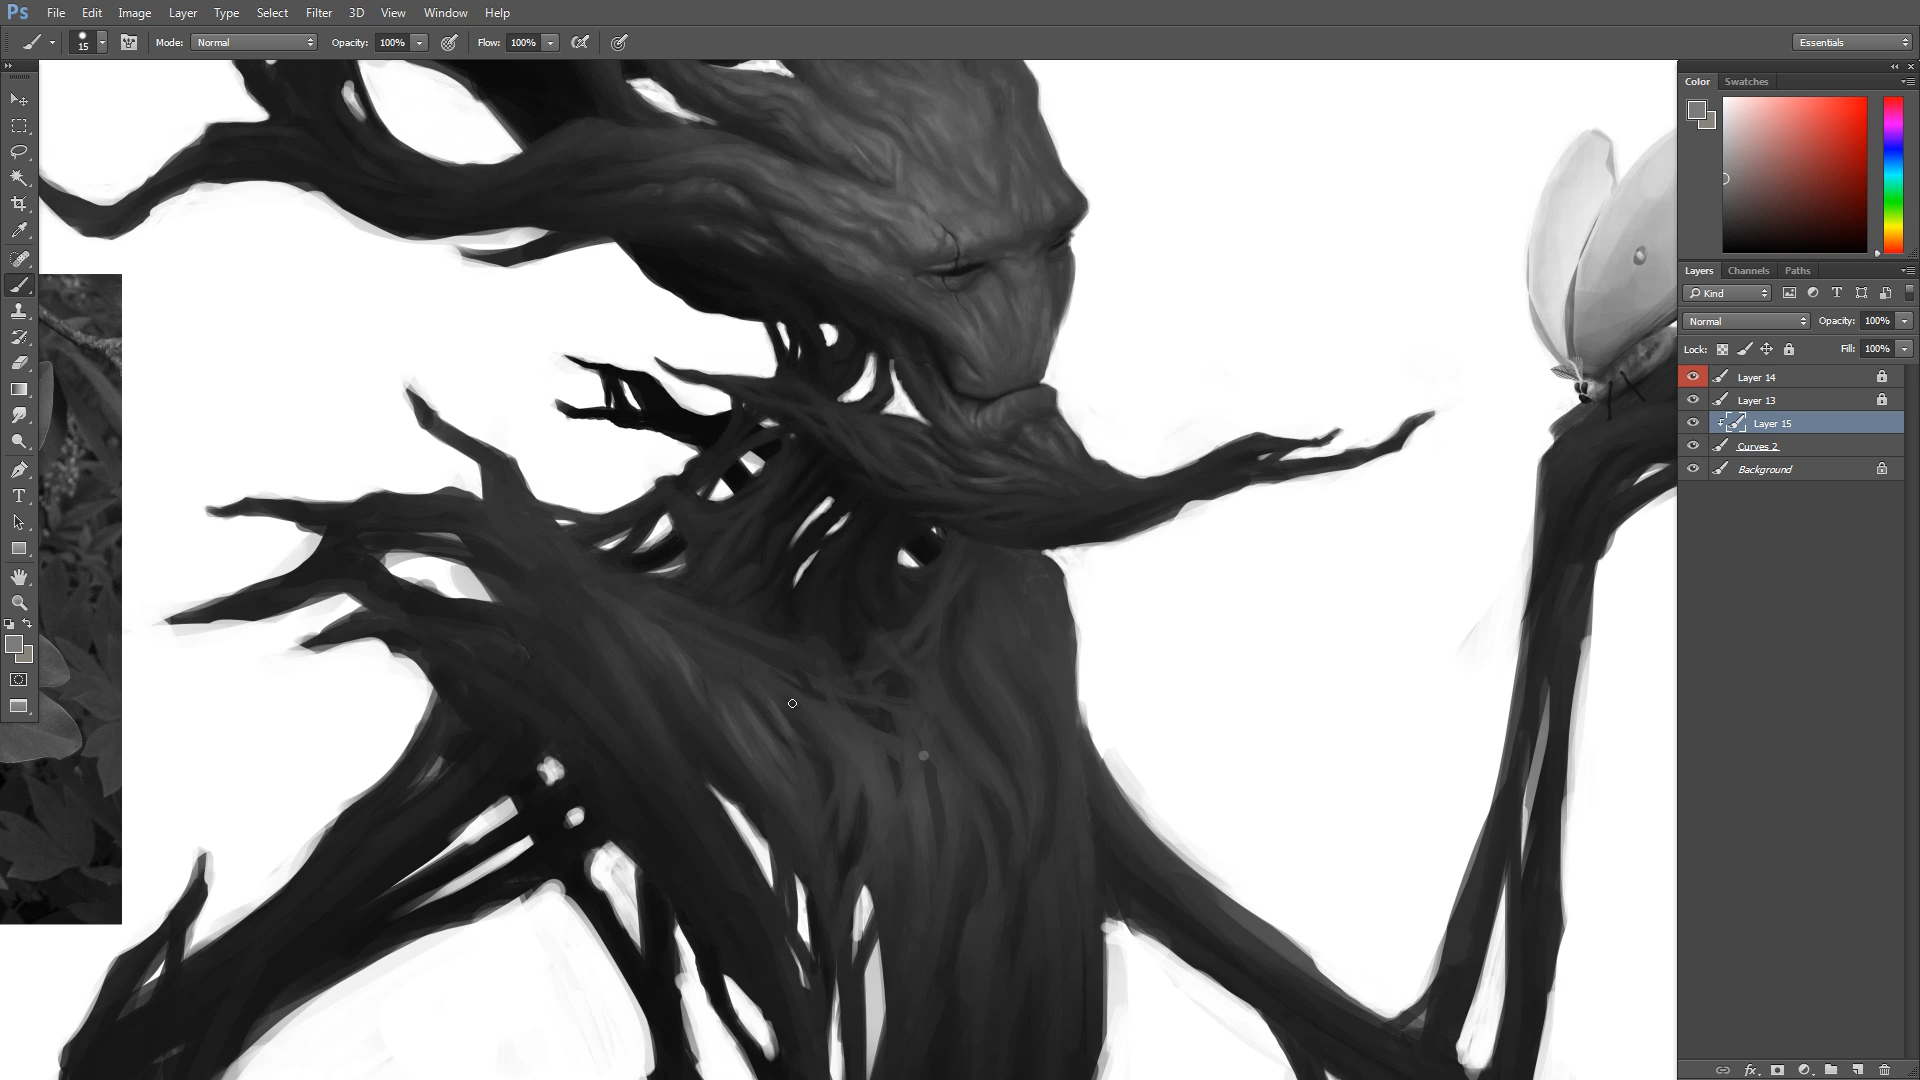 Ps File Edit Image Layer Type Select Filter 3D View Window Help
15 Mode: Normal Opacity: 100% Flow: 100% Essentials
Color Swatches
Layers Channels Paths
Kind
Normal Opacity: 100%
Lock: Fill: 100%
Layer 14
Layer 13
Layer 15
Curves 2
Background